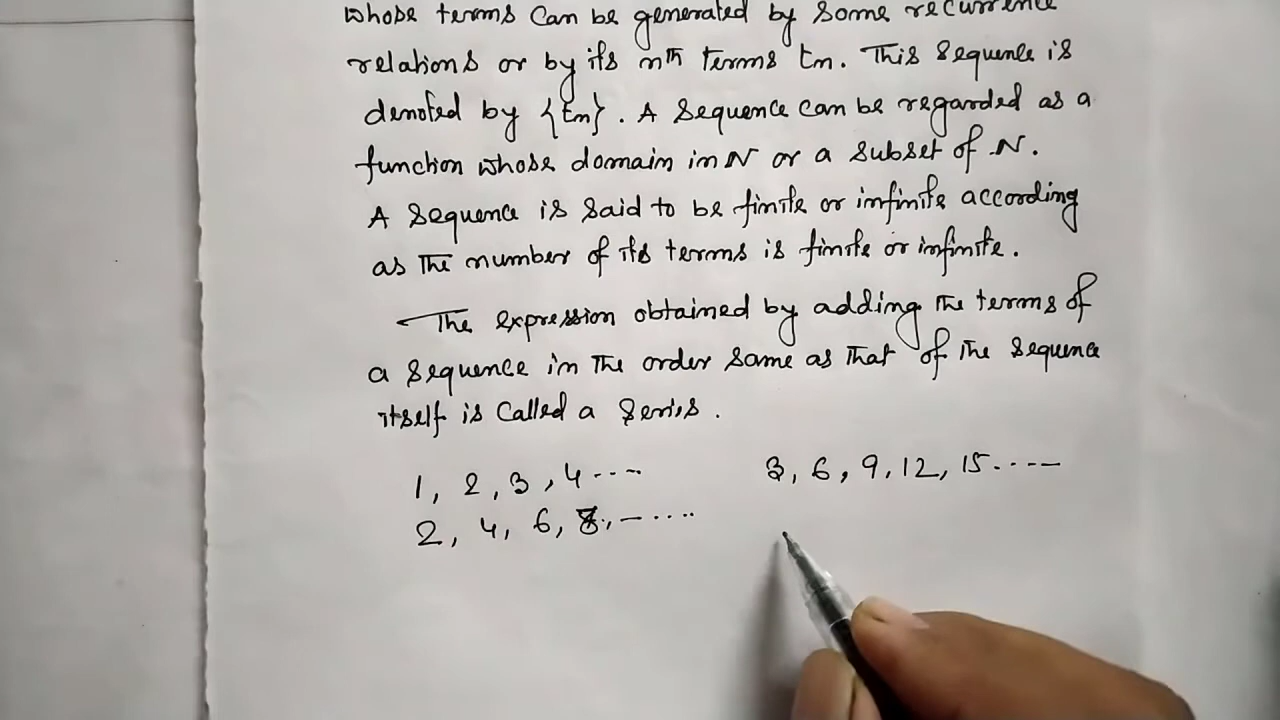 whose terms can be generated by some recurrence
relations or by its nth terms tn. This sequence is
denoted by {tn}. A sequence can be regarded as a
function whose domain in N or a subset of N.
A sequence is said to be finite or infinite according
as the number of its terms is finite or infinite.
The expression obtained by adding the terms of
a sequence in the order same as that of the sequence
itself is called a series.
1, 2, 3, 4.... 3, 6, 9, 12, 15.....
2, 4, 6, 8, -....